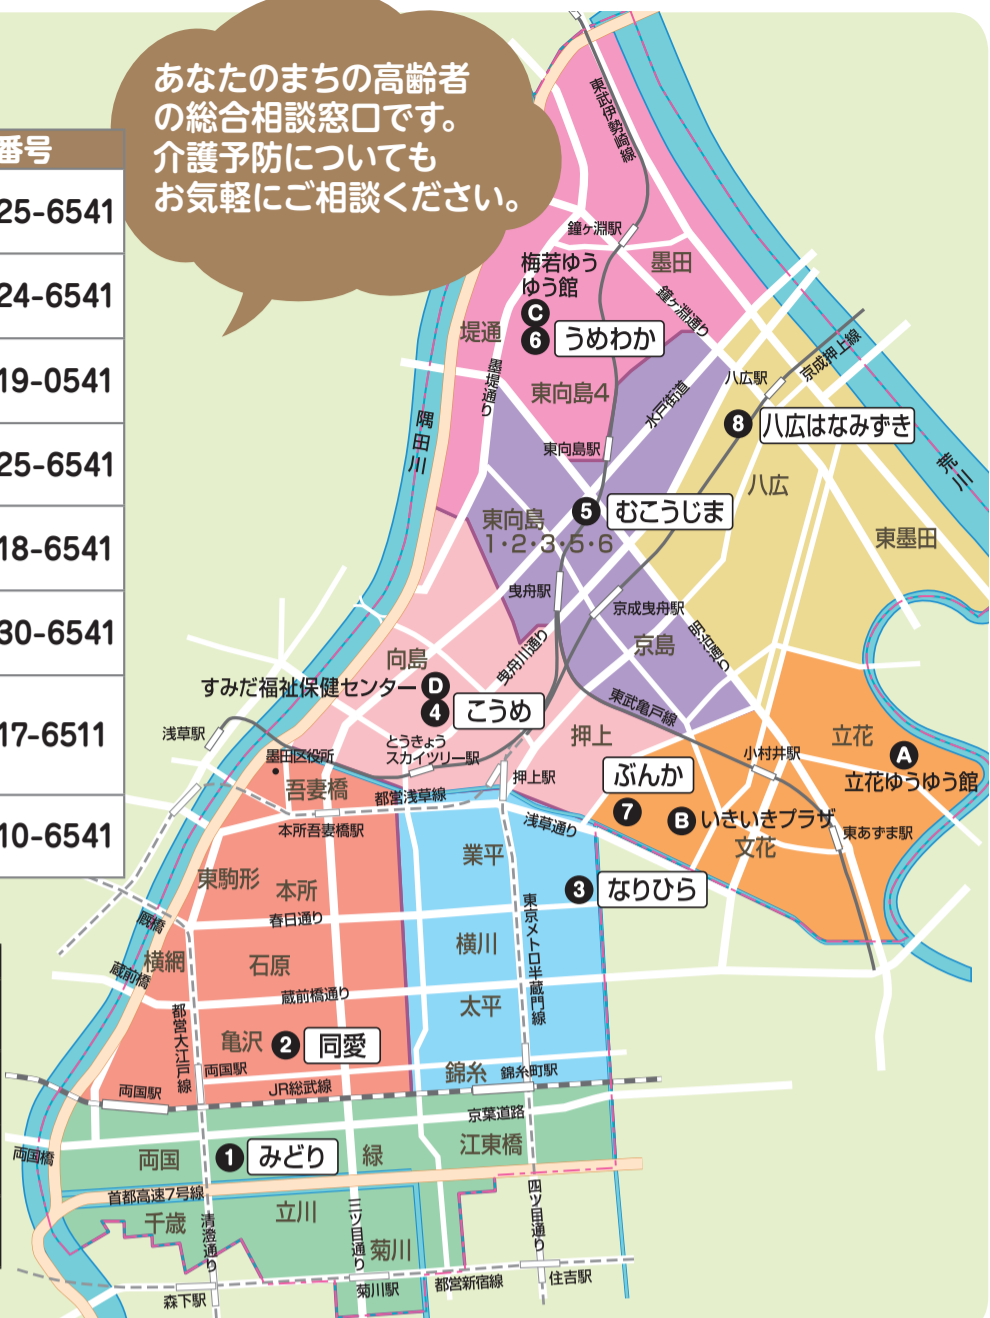 あなたのまちの高齢者
の総合相談窓口です。
介護予防についても
お気軽にご相談ください。
番号
25-6541
24-6541
19-0541
25-6541
18-6541
30-6541
17-6511
10-6541
東武伊勢崎線
鐘ヶ淵駅
梅若ゆう
ゆう館
墨田
C
6 うめわか
鐘ヶ淵通り
堤通
墨堤通り
東向島4
水戸街道
八広駅
京成押上線
隅田川
東向島駅
8 八広はなみずき
荒川
八広
5 むこうじま
東向島
1・2・3・5・6
東墨田
曳舟駅
京成曳舟駅
京島
明治通り
曳舟川通り
向島
すみだ福祉保健センター D
4 こうめ
東武亀戸線
浅草駅
墨田区役所
とうきょう
スカイツリー駅
押上
押上駅
小村井駅
立花
A
立花ゆうゆう館
ぶんか
7
B いきいきプラザ
文花
東あずま駅
吾妻橋
都営浅草線
本所吾妻橋駅
浅草通り
業平
3 なりひら
東駒形
本所
春日通り
厩橋
横網
石原
横川
東京メトロ半蔵門線
蔵前橋
蔵前橋通り
太平
都営大江戸線
亀沢
2 同愛
両国駅
錦糸
錦糸町駅
両国駅
JR総武線
京葉道路
両国橋
両国
1 みどり
緑
江東橋
首都高速7号線
千歳
清澄通り
立川
三ツ目通り
菊川
四ツ目通り
森下駅
菊川駅
都営新宿線
住吉駅